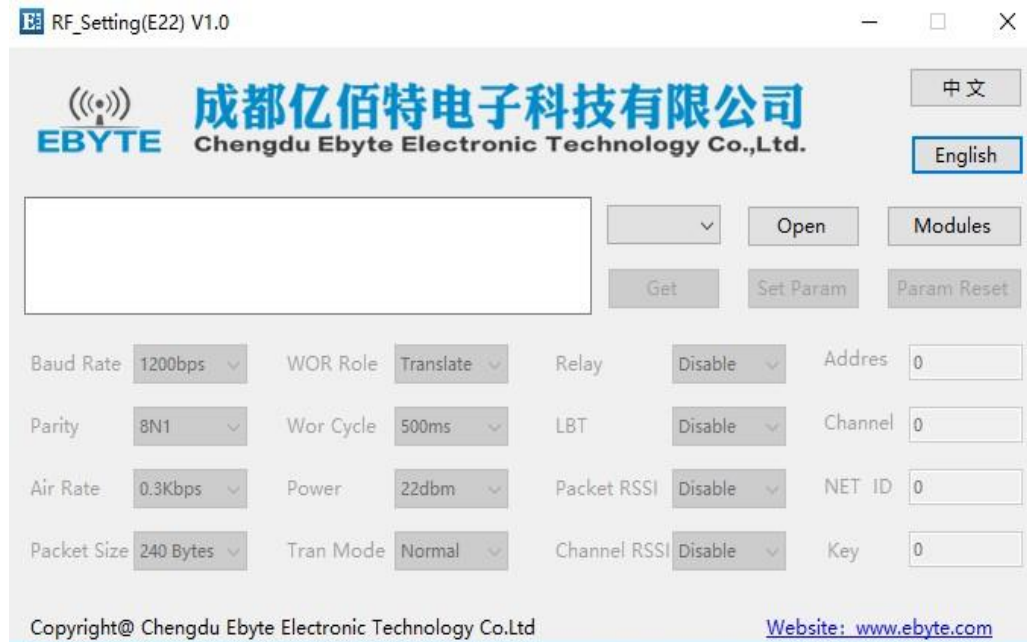 RF_Setting(E22) V1.0
中文
EBYTE
成都亿佰特电子科技有限公司
Chengdu Ebyte Electronic Technology Co.,Ltd.
English
Open
Modules
Get
Set Param
Param Reset
Baud Rate 1200bps WOR Role Translate Relay Disable Addres 0
Parity 8N1 Wor Cycle 500ms LBT Disable Channel 0
Air Rate 0.3Kbps Power 22dbm Packet RSSI Disable NET ID 0
Packet Size 240 Bytes Tran Mode Normal Channel RSSI Disable Key 0
Copyright@ Chengdu Ebyte Electronic Technology Co.Ltd Website: www.ebyte.com